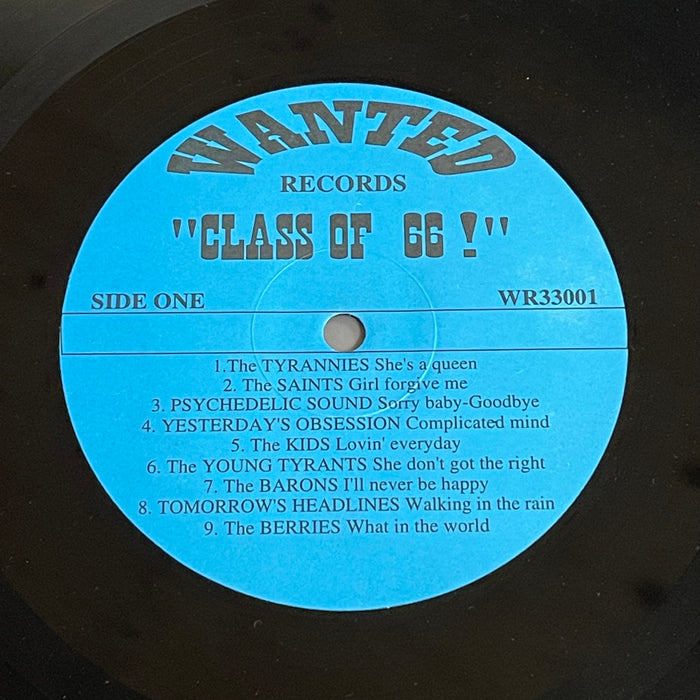 WANTED
RECORDS
"CLASS OF 66 !"
SIDE ONE
WR33001
1.The TYRANNIES She's a queen
2. The SAINTS Girl forgive me
3. PSYCHEDELIC SOUND Sorry baby-Goodbye
4. YESTERDAY'S OBSESSION Complicated mind
5. The KIDS Lovin' everyday
6. The YOUNG TYRANTS She don't got the right
7. The BARONS I'll never be happy
8. TOMORROW'S HEADLINES Walking in the rain
9. The BERRIES What in the world